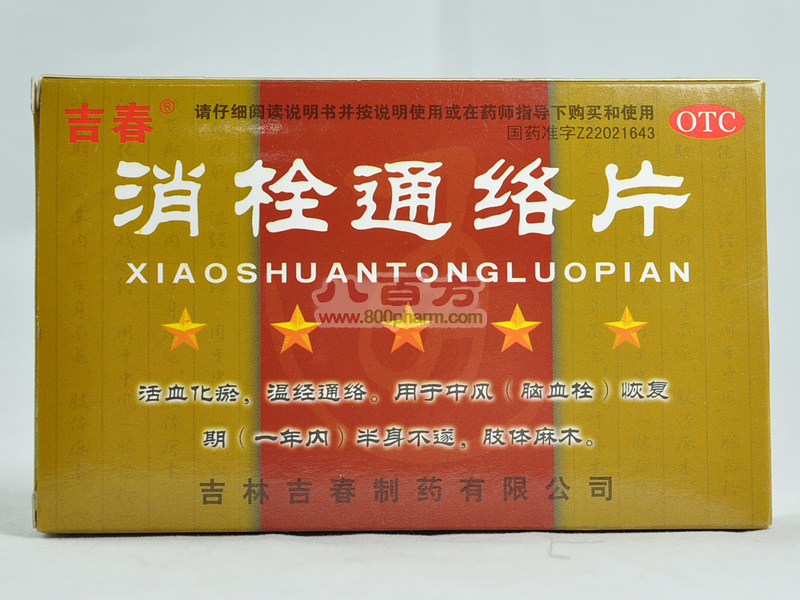 吉春®
请仔细阅读说明书并按说明使用或在药师指导下购买和使用
国药准字Z22021643
OTC
消栓通络片
XIAOSHUANTONGLUOPIAN
八百方
www.800pharm.com
活血化瘀，温经通络。用于中风（脑血栓）恢复
期（一年内）半身不遂，肢体麻木。
吉林吉春制药有限公司